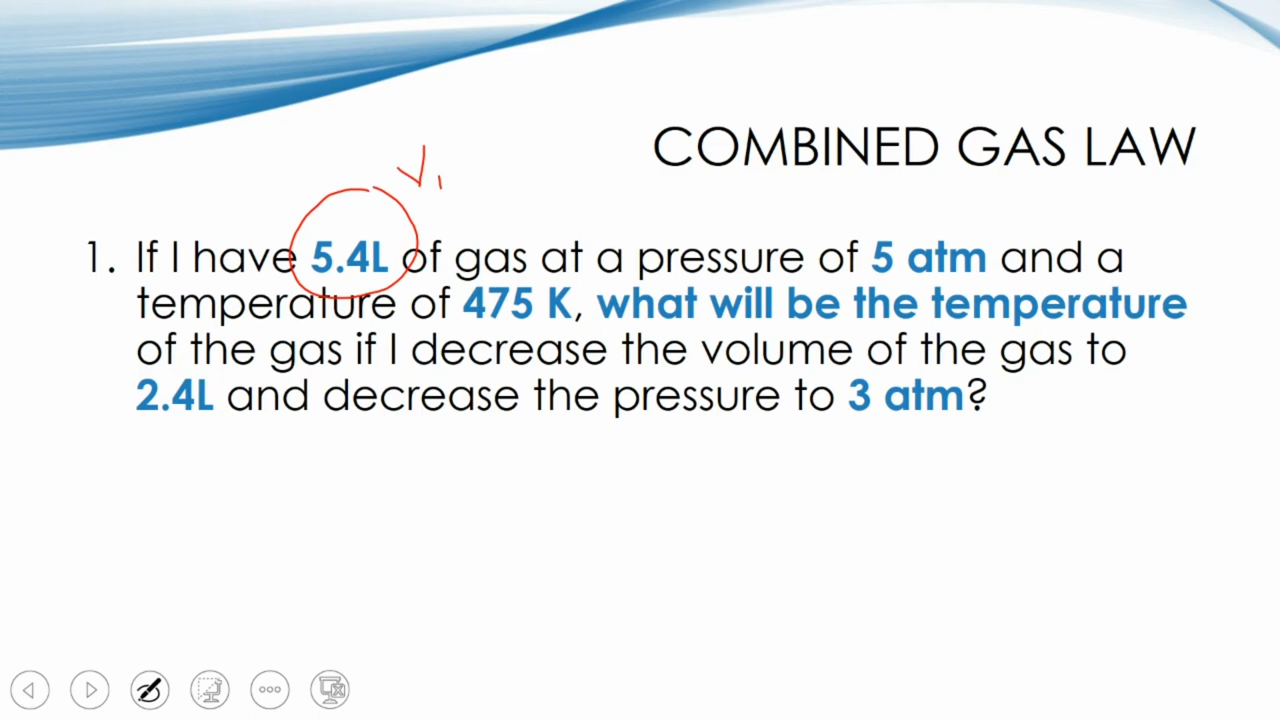 COMBINED GAS LAW
V₁
1. If I have 5.4L of gas at a pressure of 5 atm and a
temperature of 475 K, what will be the temperature
of the gas if I decrease the volume of the gas to
2.4L and decrease the pressure to 3 atm?